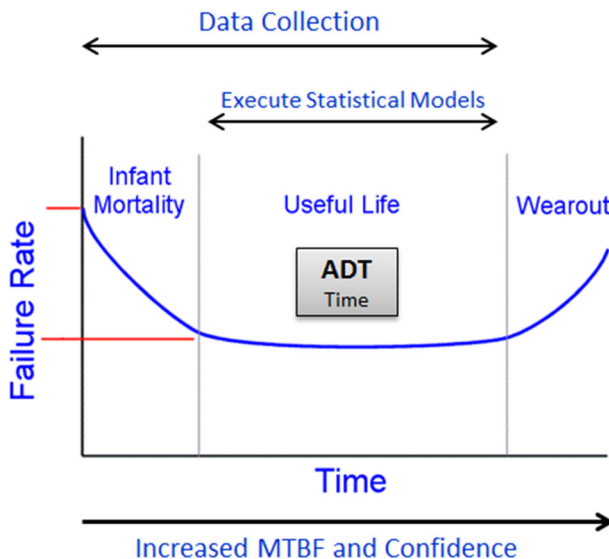 Data Collection
Execute Statistical Models
Infant
Mortality
Useful Life
Wearout
ADT
Time
Failure Rate
Time
Increased MTBF and Confidence